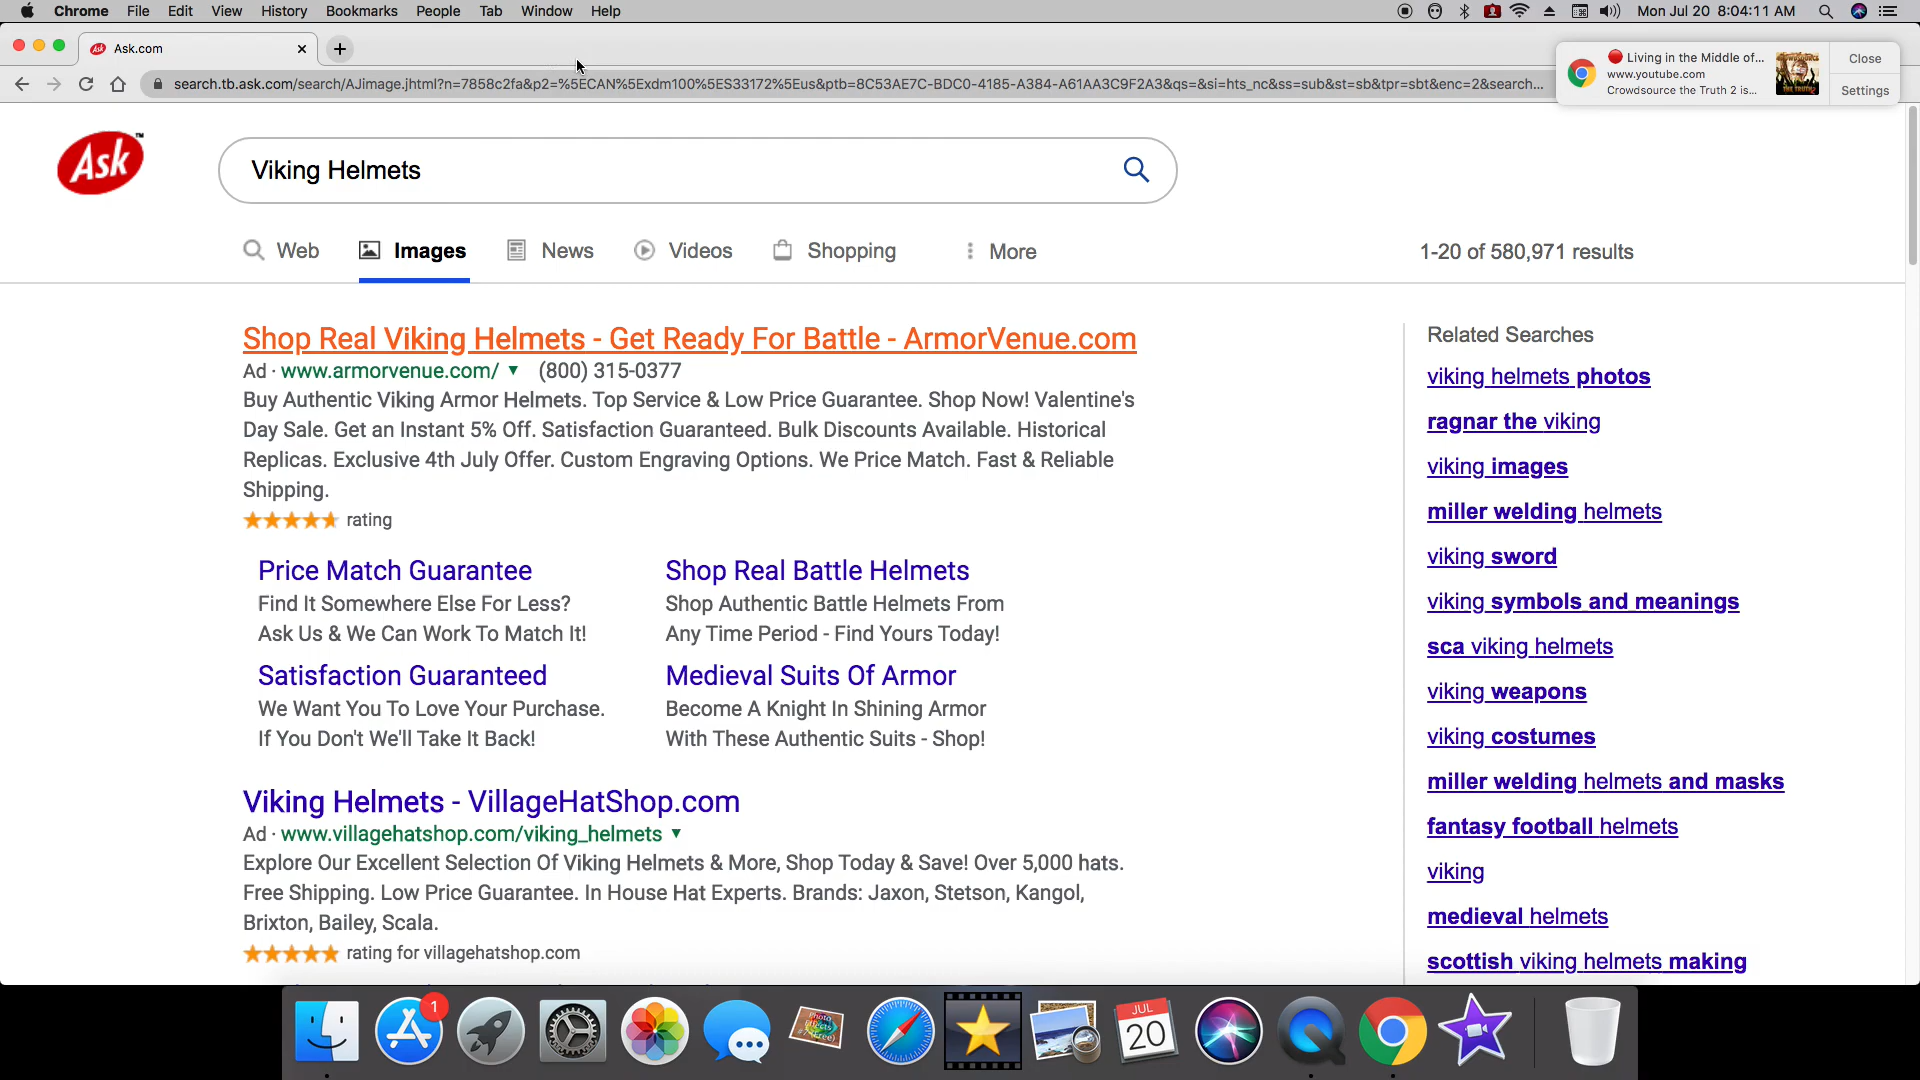 Chrome File Edit View History Bookmarks People Tab Window Help Mon Jul 20 8:04:11 AM
Ask.com
search.tb.ask.com/search/AJimage.jhtml?n=7858c2fa&p2=%5ECAN%5Exdm100%5ES33172%5Eus&ptb=8C53AE7C-BDC0-4185-A384-A61AA3C9F2A3&qs=&si=hts_nc&ss=sub&st=sb&tpr=sbt&enc=2&search...
Living in the Middle of... Close
www.youtube.com
Crowdsource the Truth 2 is... Settings
Ask™
Viking Helmets
Web Images News Videos Shopping More 1-20 of 580,971 results
Shop Real Viking Helmets - Get Ready For Battle - ArmorVenue.com
Ad · www.armorvenue.com/ ▼ (800) 315-0377
Buy Authentic Viking Armor Helmets. Top Service & Low Price Guarantee. Shop Now! Valentine's
Day Sale. Get an Instant 5% Off. Satisfaction Guaranteed. Bulk Discounts Available. Historical
Replicas. Exclusive 4th July Offer. Custom Engraving Options. We Price Match. Fast & Reliable
Shipping.
rating
Price Match Guarantee
Find It Somewhere Else For Less?
Ask Us & We Can Work To Match It!
Shop Real Battle Helmets
Shop Authentic Battle Helmets From
Any Time Period - Find Yours Today!
Satisfaction Guaranteed
We Want You To Love Your Purchase.
If You Don't We'll Take It Back!
Medieval Suits Of Armor
Become A Knight In Shining Armor
With These Authentic Suits - Shop!
Viking Helmets - VillageHatShop.com
Ad · www.villagehatshop.com/viking_helmets ▼
Explore Our Excellent Selection Of Viking Helmets & More, Shop Today & Save! Over 5,000 hats.
Free Shipping. Low Price Guarantee. In House Hat Experts. Brands: Jaxon, Stetson, Kangol,
Brixton, Bailey, Scala.
rating for villagehatshop.com
Related Searches
viking helmets photos
ragnar the viking
viking images
miller welding helmets
viking sword
viking symbols and meanings
sca viking helmets
viking weapons
viking costumes
miller welding helmets and masks
fantasy football helmets
viking
medieval helmets
scottish viking helmets making
1
JUL
20